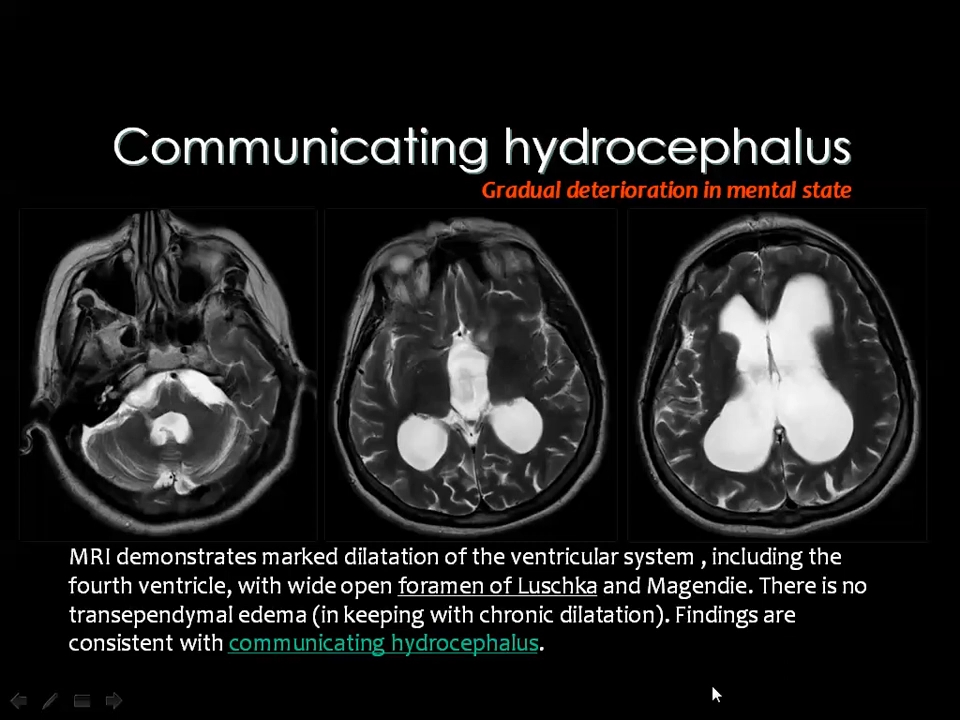 Communicating hydrocephalus
Gradual deterioration in mental state
MRI demonstrates marked dilatation of the ventricular system , including the
fourth ventricle, with wide open foramen of Luschka and Magendie. There is no
transependymal edema (in keeping with chronic dilatation). Findings are
consistent with communicating hydrocephalus.